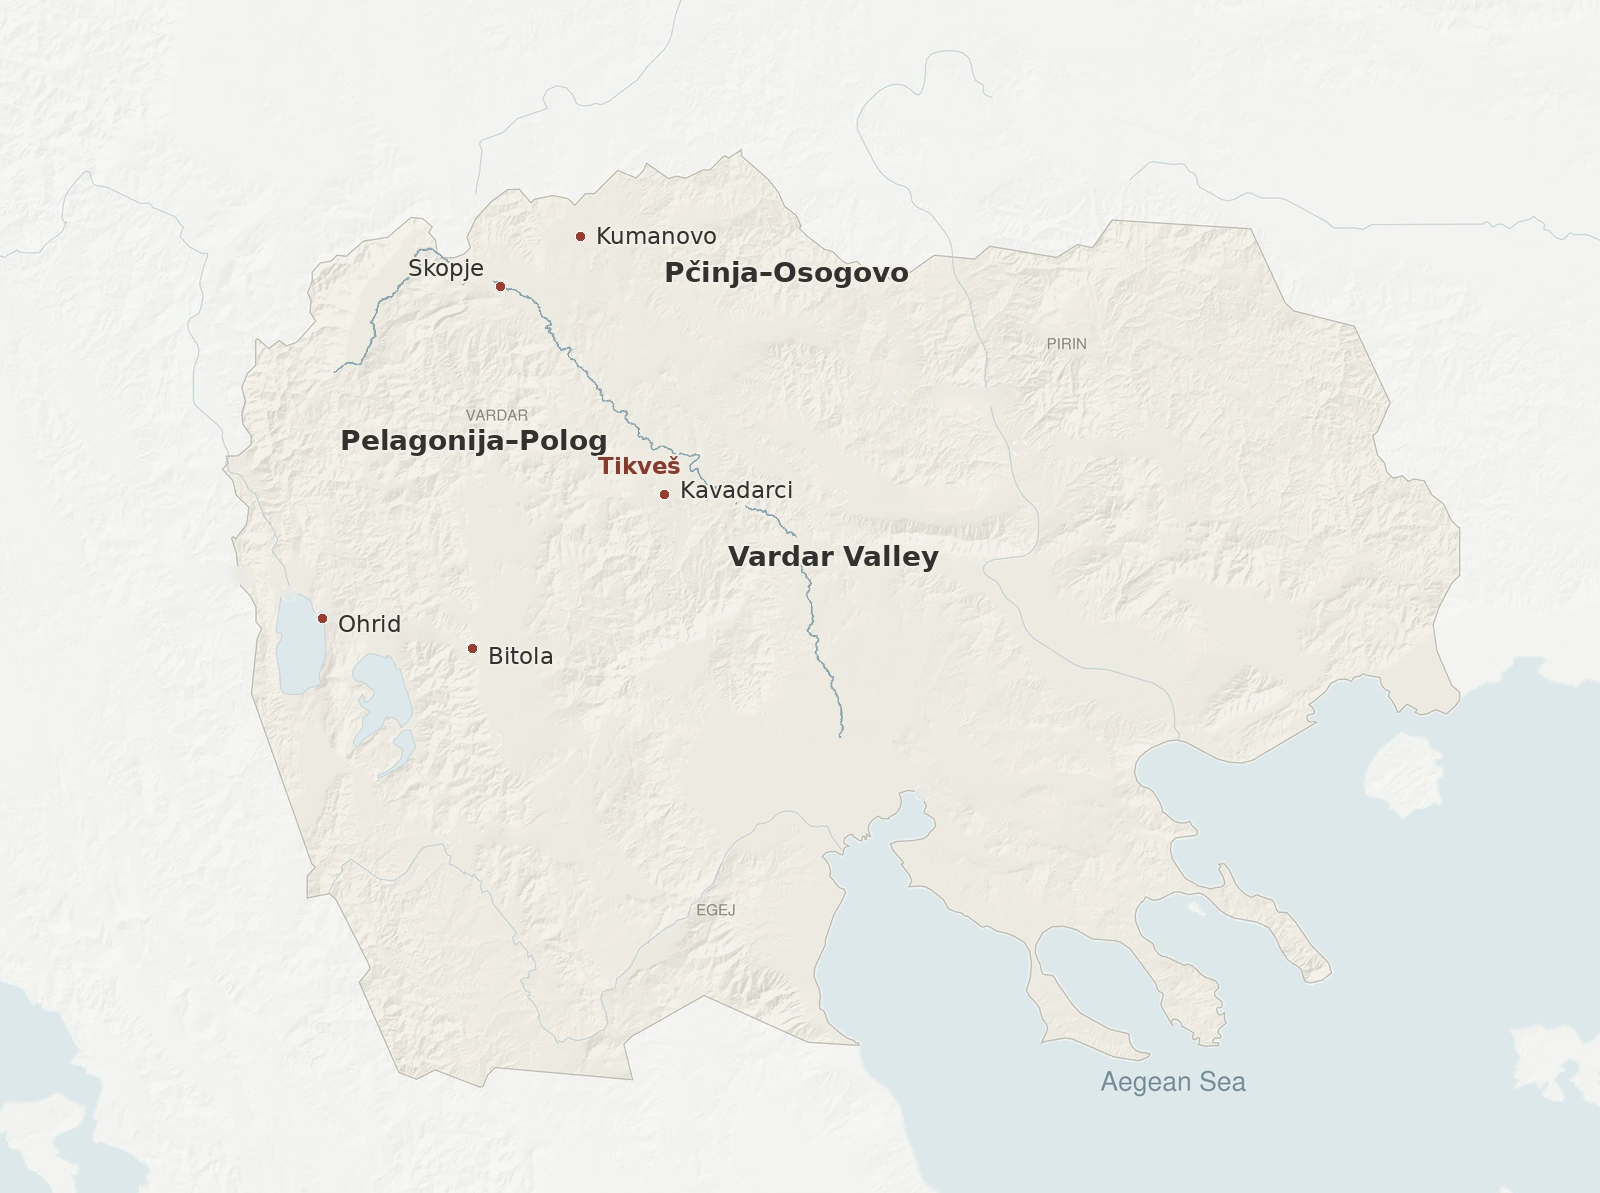 Kumanovo
Skopje
Pčinja–Osogovo
PIRIN
VARDAR
Pelagonija–Polog
Tikveš
Kavadarci
Vardar Valley
Ohrid
Bitola
EGEJ
Aegean Sea